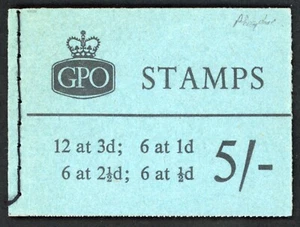 GPO STAMPS
12 at 3d; 6 at 1d
6 at 2½d; 6 at ½d
5/-